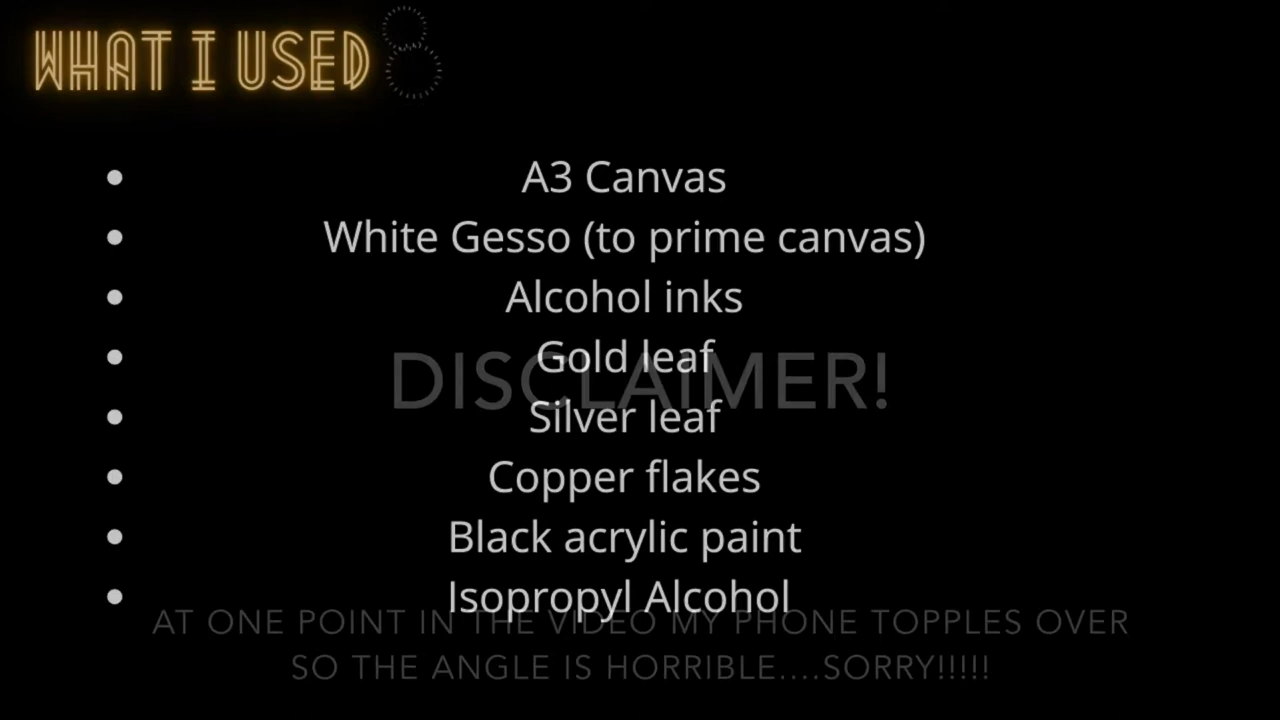 WHAT I USED
• A3 Canvas
• White Gesso (to prime canvas)
• Alcohol inks
• Gold leaf
DISCLAIMER!
• Silver leaf
• Copper flakes
• Black acrylic paint
• Isopropyl Alcohol
AT ONE POINT IN THE VIDEO MY PHONE TOPPLES OVER
SO THE ANGLE IS HORRIBLE....SORRY!!!!!